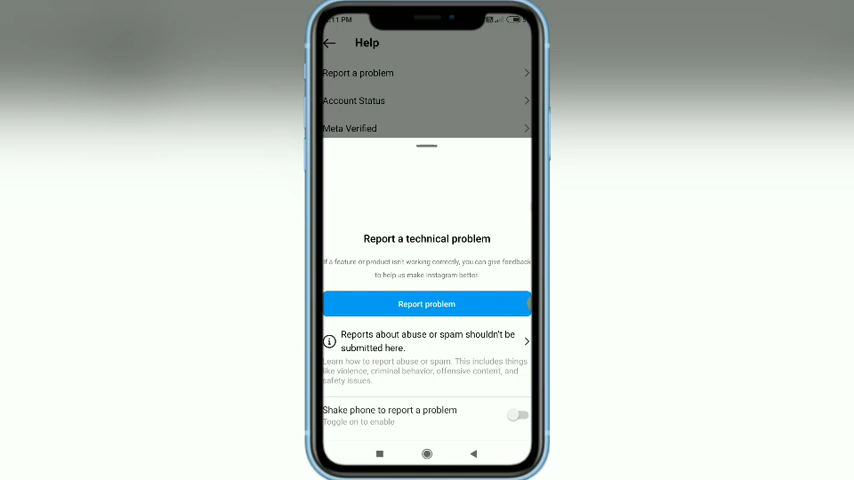 :11 PM
Help
Report a problem
Account Status
Meta Verified
Report a technical problem
If a feature or product isn't working correctly, you can give feedback
to help us make Instagram better.
Report problem
Reports about abuse or spam shouldn't be
submitted here.
Learn how to report abuse or spam. This includes things
like violence, criminal behavior, offensive content, and
safety issues.
Shake phone to report a problem
Toggle on to enable